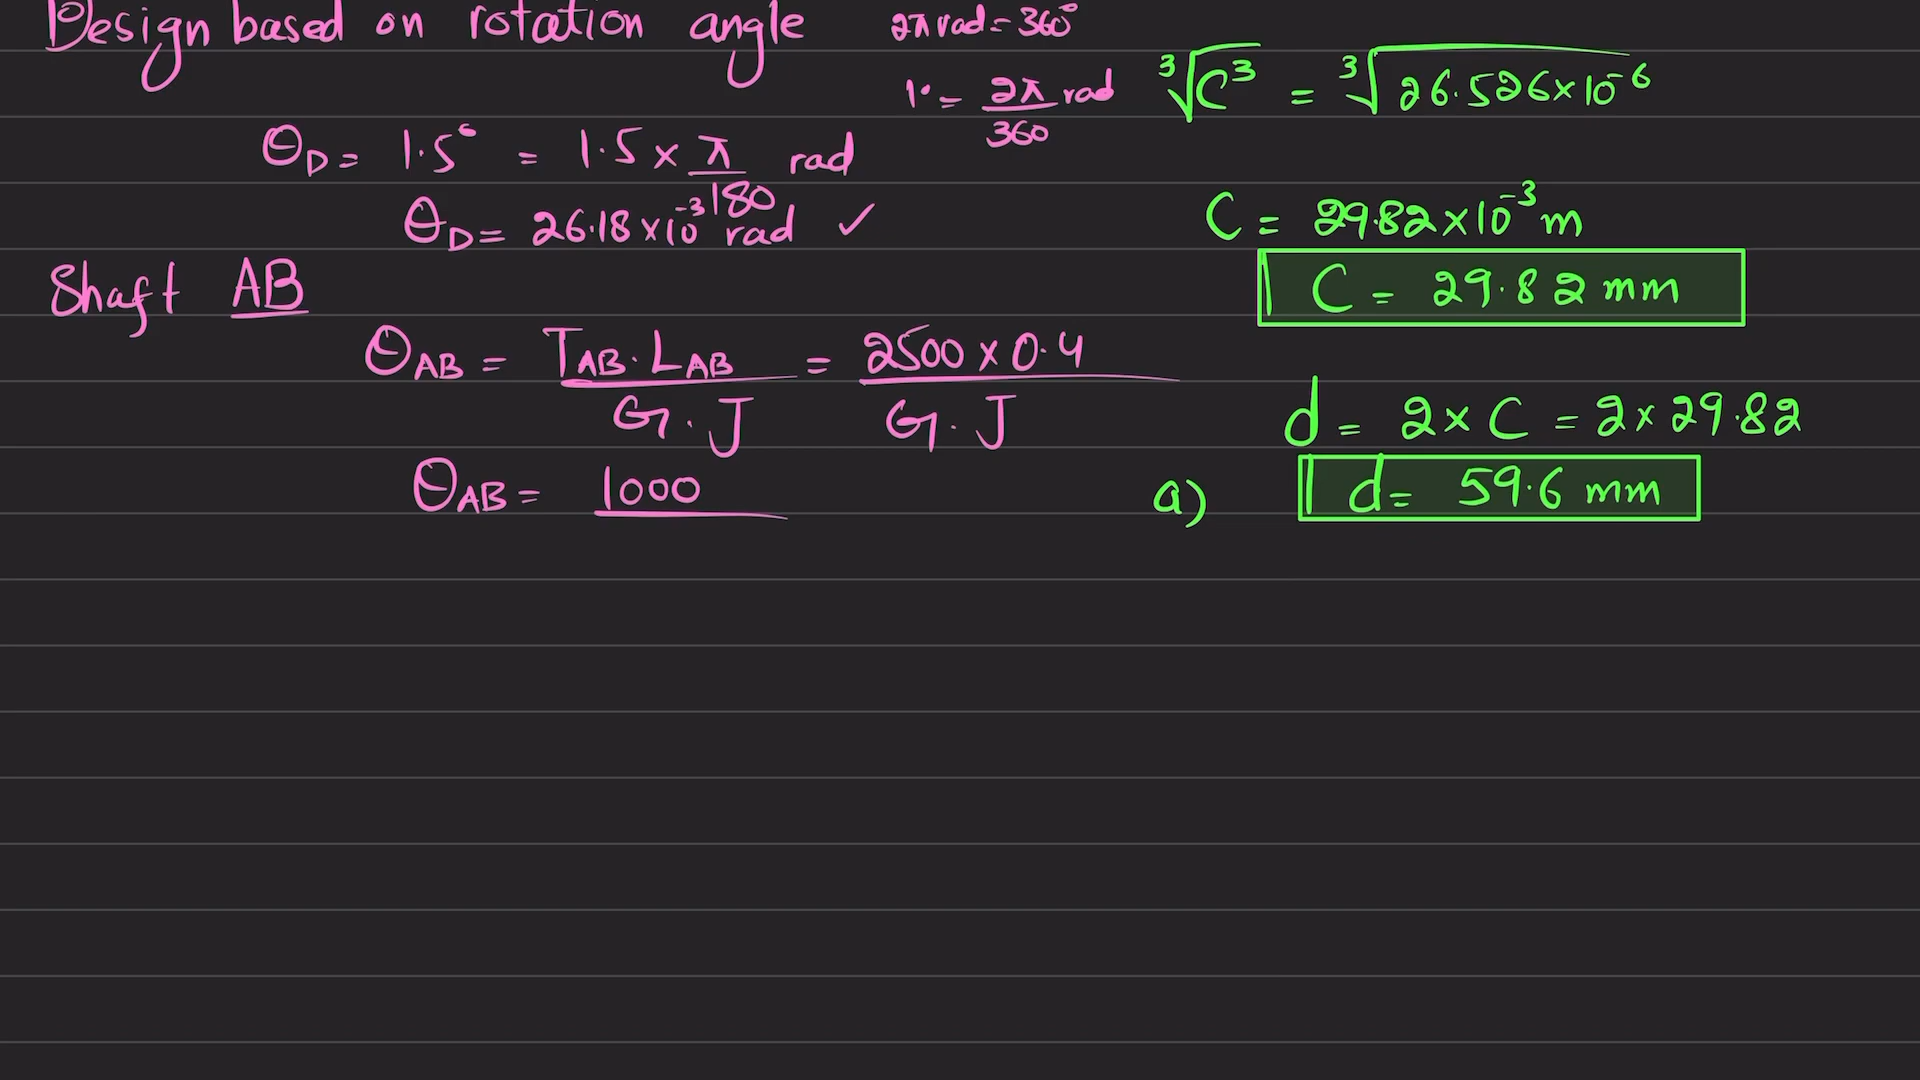 Design based on rotation angle
2π rad = 360°
1° = 2π/360 rad
θD = 1.5° = 1.5 × π/180 rad
θD = 26.18 × 10⁻³ rad ✓
Shaft AB
θAB = TAB · LAB / G · J = 2500 × 0.4 / G · J
θAB = 1000
∛C³ = ∛26.526 × 10⁻⁶
C = 29.82 × 10⁻³ m
C = 29.82 mm
d = 2 × C = 2 × 29.82
a) d = 59.6 mm